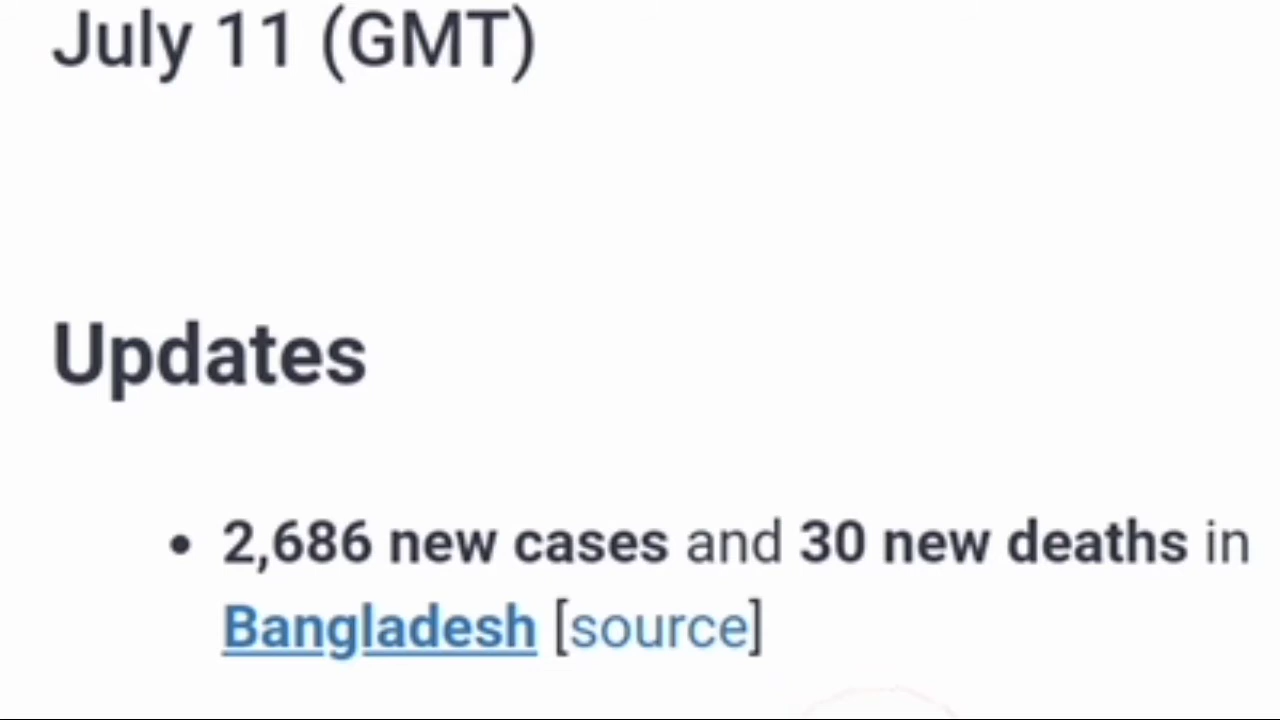 July 11 (GMT)
Updates
• 2,686 new cases and 30 new deaths in
Bangladesh [source]